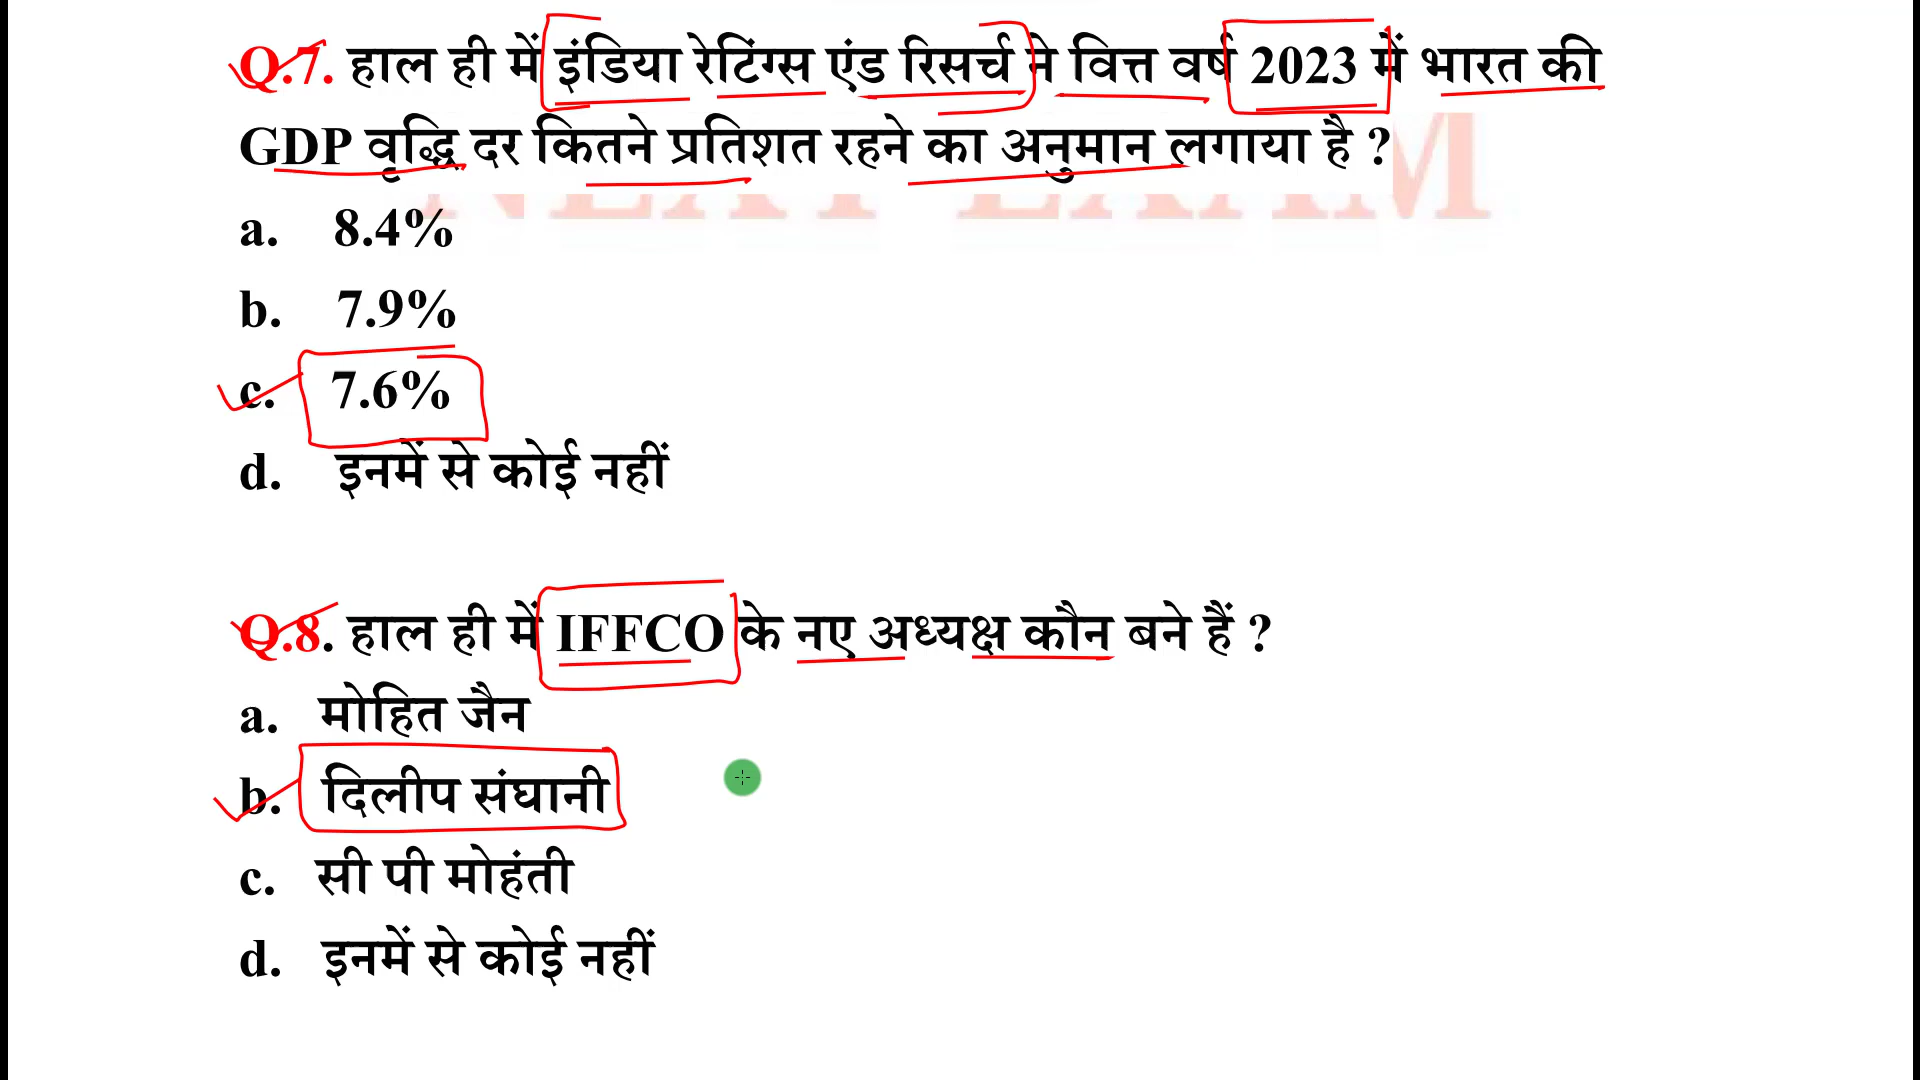 Q.7. हाल ही में इंडिया रेटिंग्स एंड रिसर्च ने वित्त वर्ष 2023 में भारत की
GDP वृद्धि दर कितने प्रतिशत रहने का अनुमान लगाया है ?
a. 8.4%
b. 7.9%
c. 7.6%
d. इनमें से कोई नहीं
Q.8. हाल ही में IFFCO के नए अध्यक्ष कौन बने हैं ?
a. मोहित जैन
b. दिलीप संघानी
c. सी पी मोहंती
d. इनमें से कोई नहीं